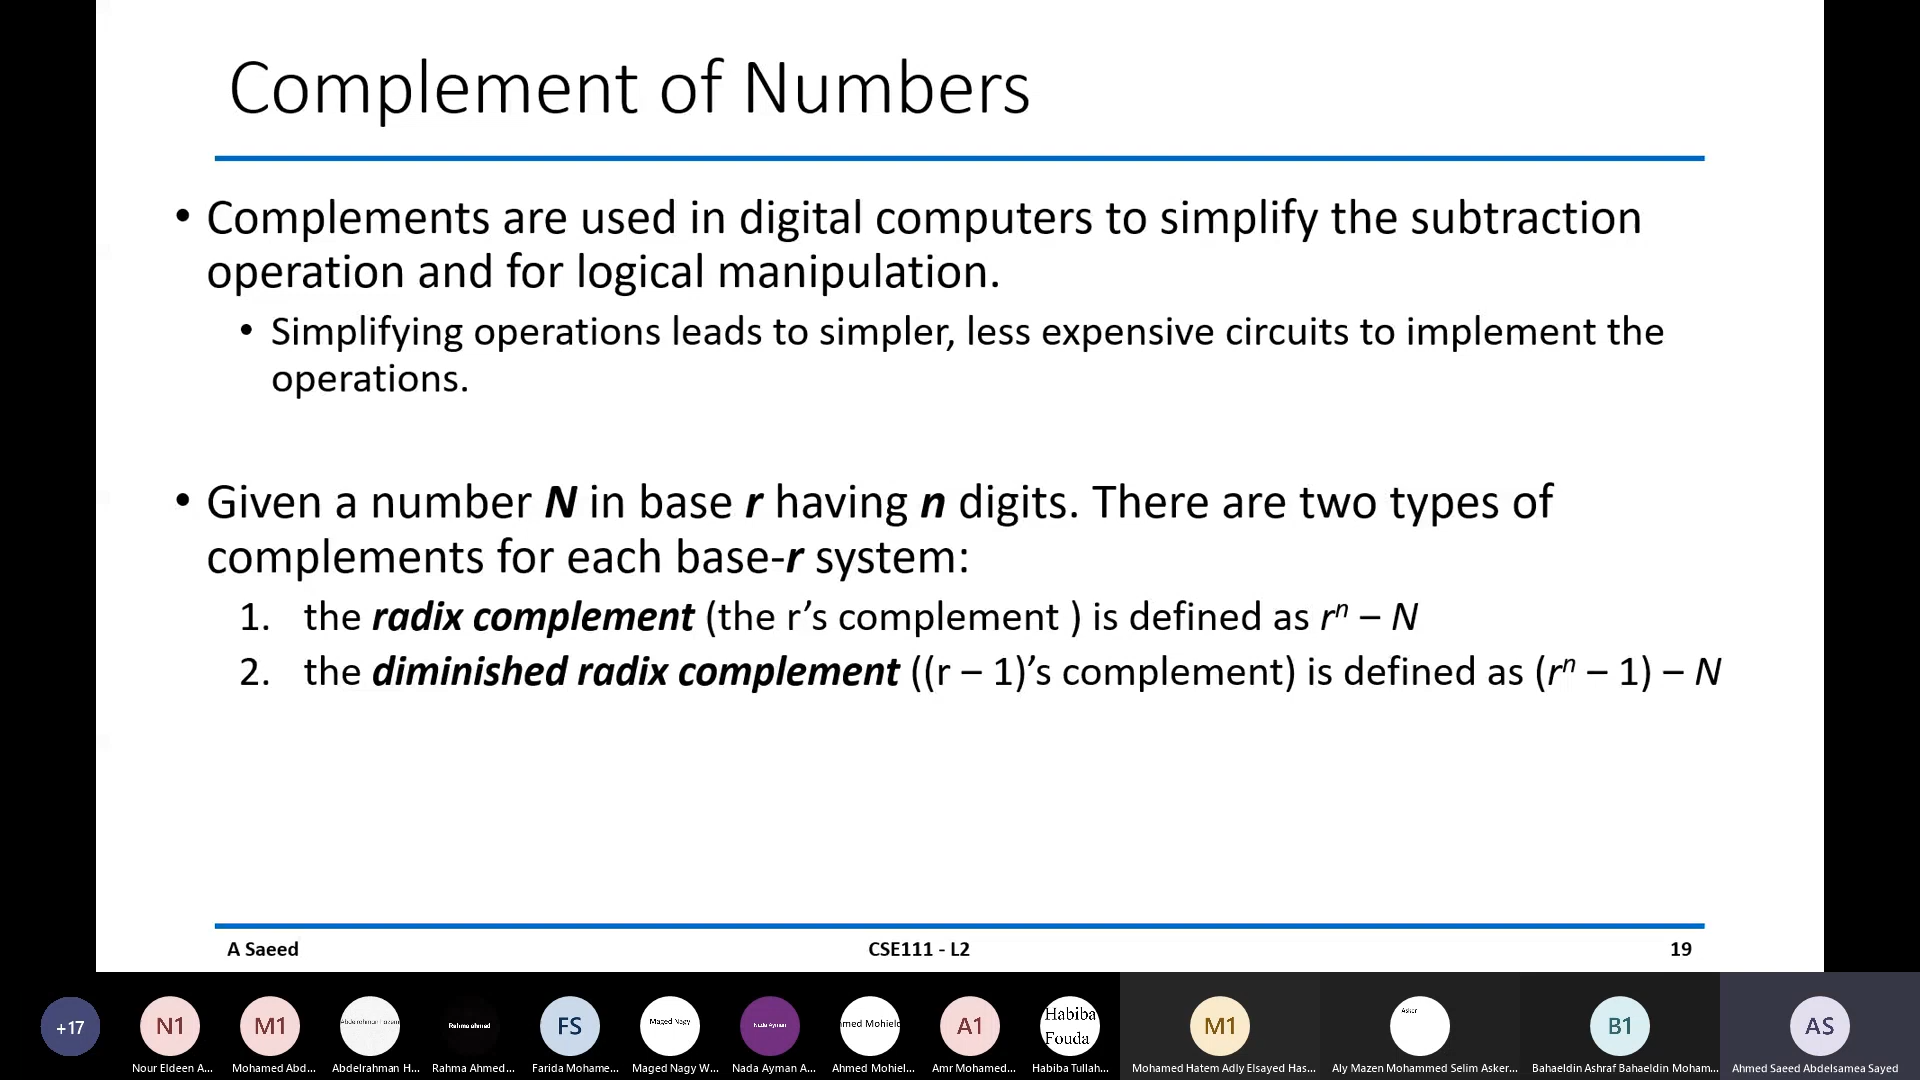 Complement of Numbers
• Complements are used in digital computers to simplify the subtraction
operation and for logical manipulation.
• Simplifying operations leads to simpler, less expensive circuits to implement the
operations.
• Given a number N in base r having n digits. There are two types of
complements for each base-r system:
1. the radix complement (the r’s complement ) is defined as rⁿ – N
2. the diminished radix complement ((r – 1)’s complement) is defined as (rⁿ – 1) – N
A Saeed CSE111 - L2 19
+17 N1 M1 Rahma ahmed FS Maged Nagy Nada Ayman A1 Habiba M1 Asker B1 AS
Fouda
Nour Eldeen A... Mohamed Abd... Abdelrahman H... Rahma Ahmed... Farida Mohame... Maged Nagy W... Nada Ayman A... Ahmed Mohiel... Amr Mohamed... Habiba Tullah... Mohamed Hatem Adly Elsayed Has... Aly Mazen Mohammed Selim Asker... Bahaeldin Ashraf Bahaeldin Moham... Ahmed Saeed Abdelsamea Sayed